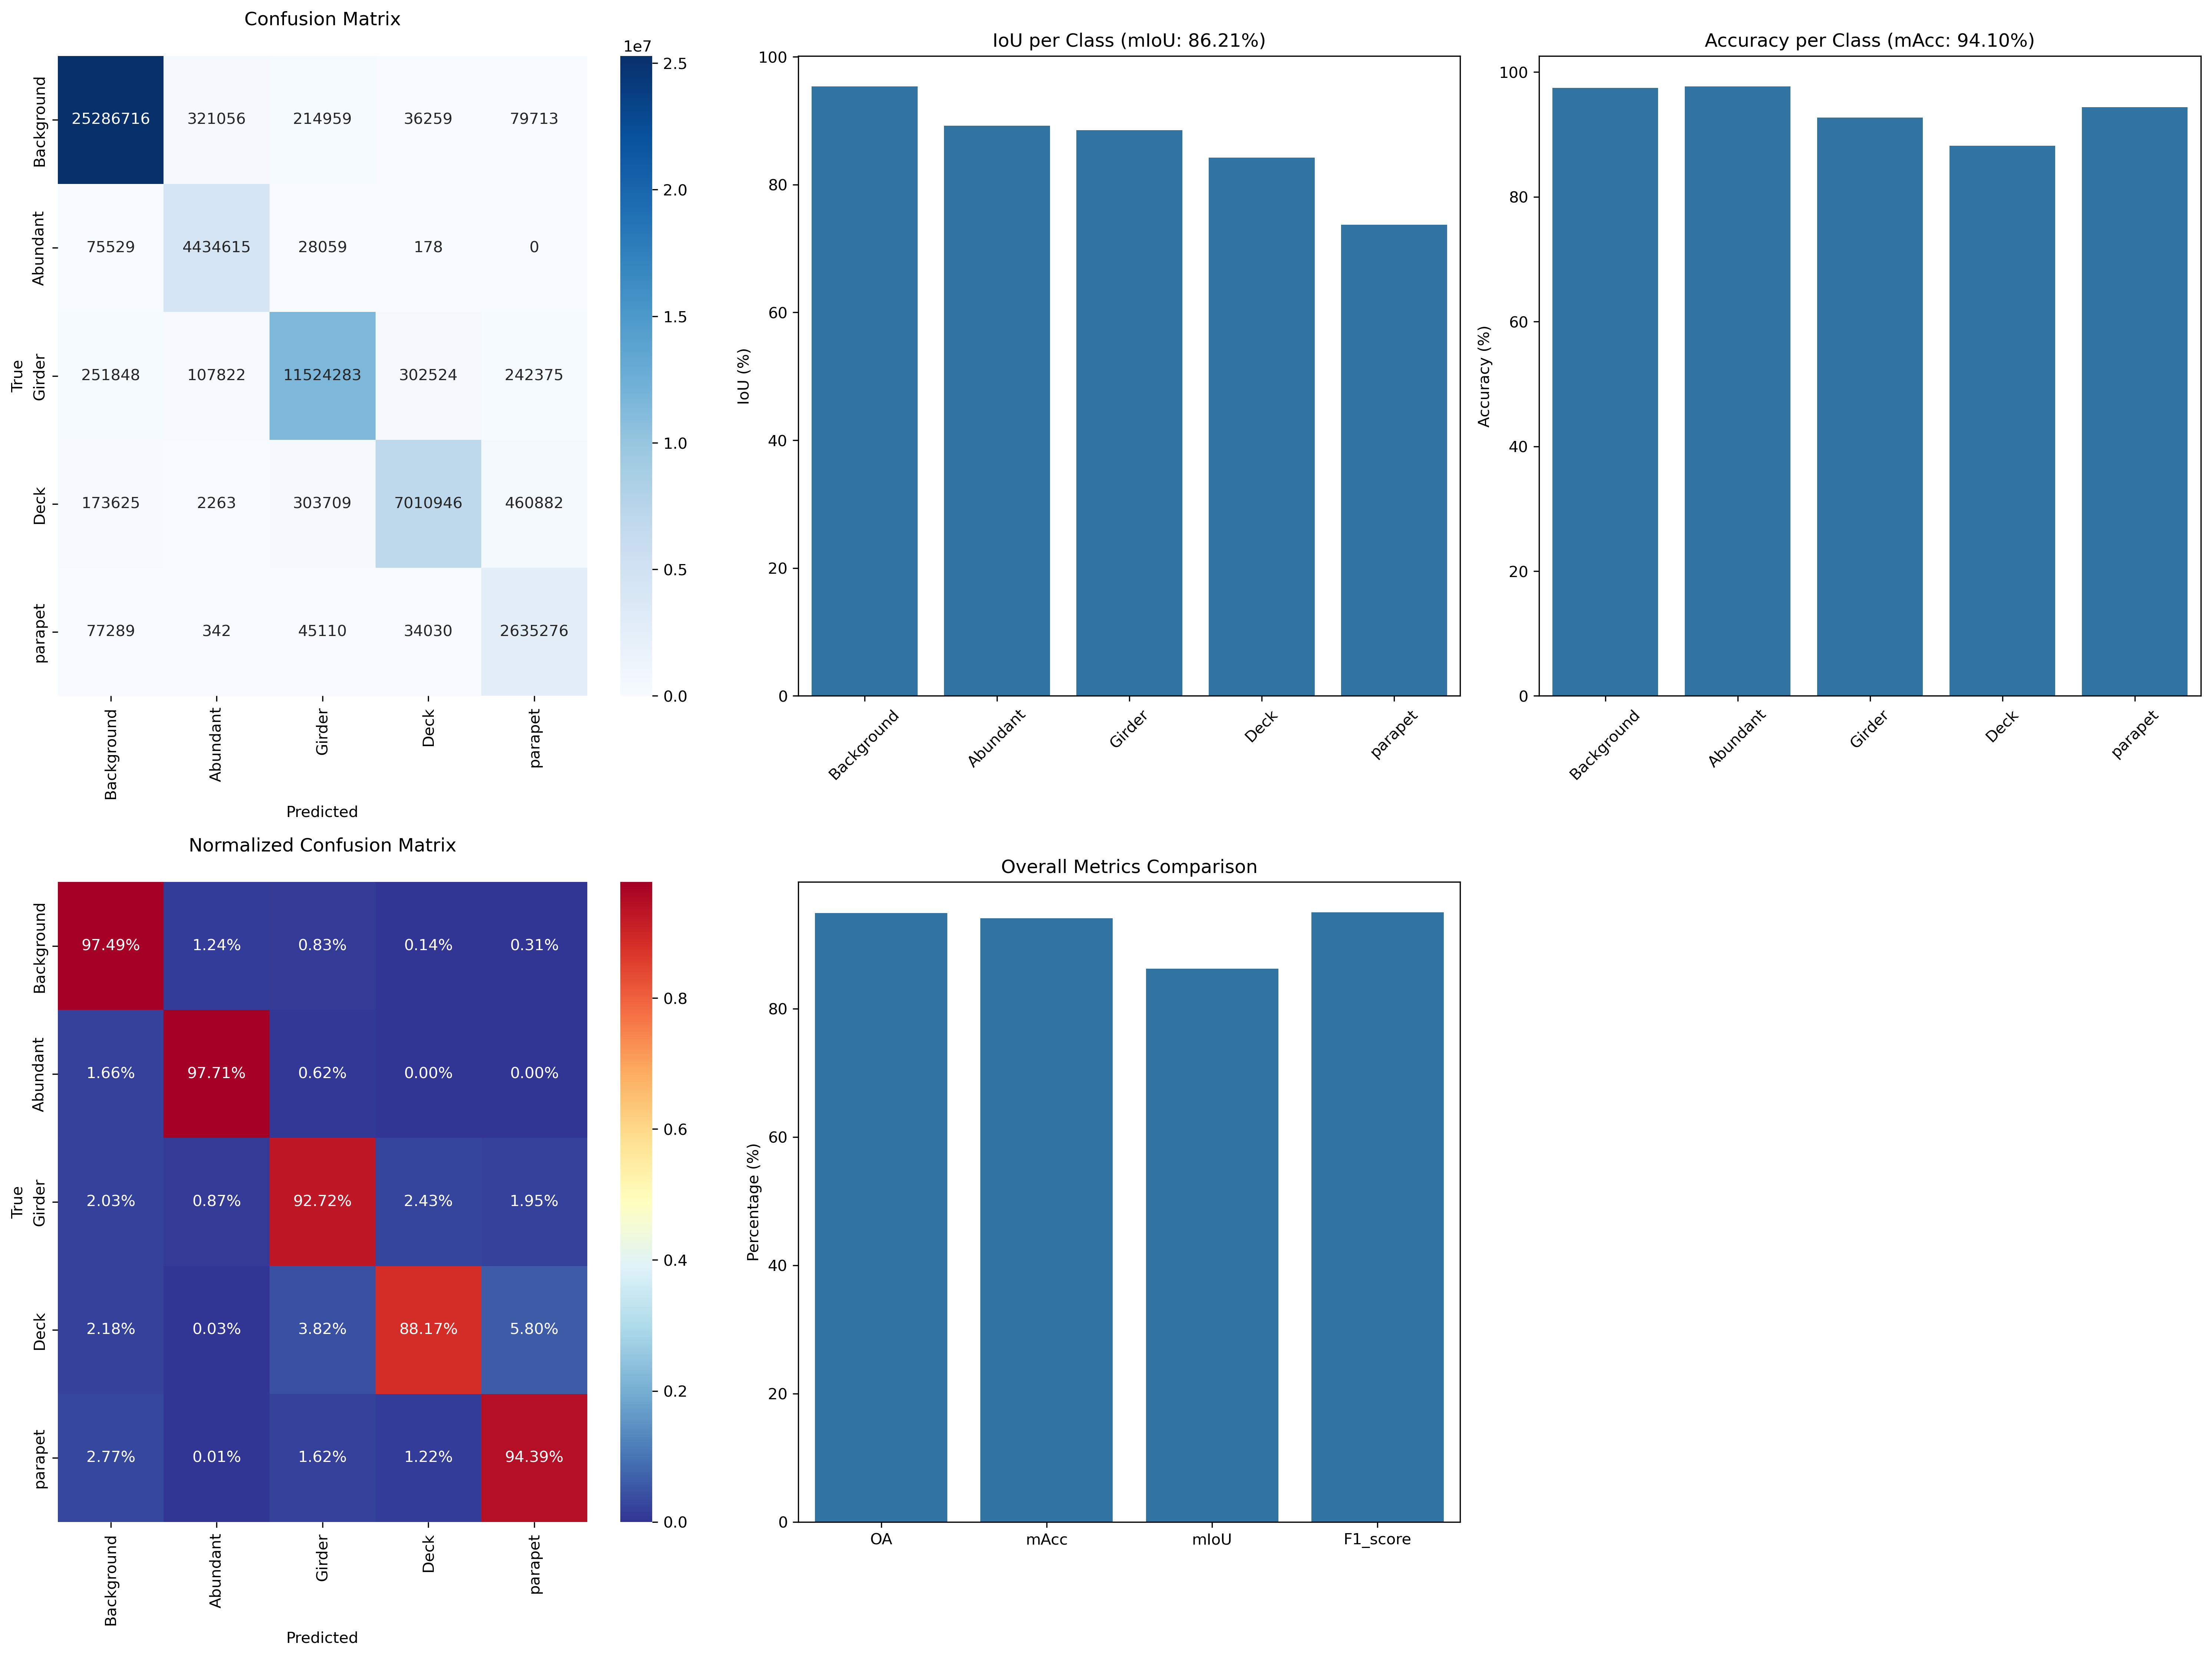 Confusion Matrix
1e7
Background 25286716 321056 214959 36259 79713
Abundant 75529 4434615 28059 178 0
Girder 251848 107822 11524283 302524 242375
Deck 173625 2263 303709 7010946 460882
parapet 77289 342 45110 34030 2635276
True
Background Abundant Girder Deck parapet
Predicted
2.5
2.0
1.5
1.0
0.5
0.0
IoU per Class (mIoU: 86.21%)
100
80
60
40
20
0
IoU (%)
Background Abundant Girder Deck parapet
Accuracy per Class (mAcc: 94.10%)
100
80
60
40
20
0
Accuracy (%)
Background Abundant Girder Deck parapet
Normalized Confusion Matrix
Background 97.49% 1.24% 0.83% 0.14% 0.31%
Abundant 1.66% 97.71% 0.62% 0.00% 0.00%
Girder 2.03% 0.87% 92.72% 2.43% 1.95%
Deck 2.18% 0.03% 3.82% 88.17% 5.80%
parapet 2.77% 0.01% 1.62% 1.22% 94.39%
True
Background Abundant Girder Deck parapet
Predicted
0.8
0.6
0.4
0.2
0.0
Overall Metrics Comparison
80
60
40
20
0
Percentage (%)
OA mAcc mIoU F1_score